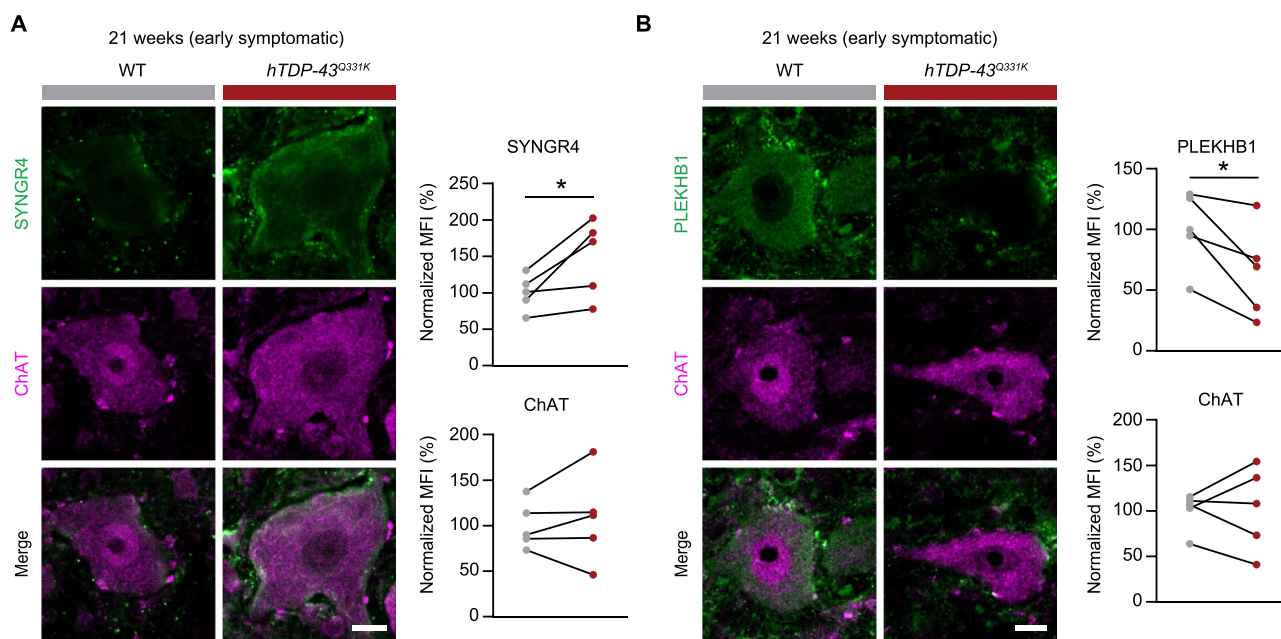 A
21 weeks (early symptomatic)
WT
hTDP-43Q331K
SYNGR4
ChAT
Merge
SYNGR4
Normalized MFI (%)
250
200
150
100
50
0
*
ChAT
Normalized MFI (%)
200
150
100
50
0
B
21 weeks (early symptomatic)
WT
hTDP-43Q331K
PLEKHB1
ChAT
Merge
PLEKHB1
Normalized MFI (%)
150
100
50
0
*
ChAT
Normalized MFI (%)
200
150
100
50
0